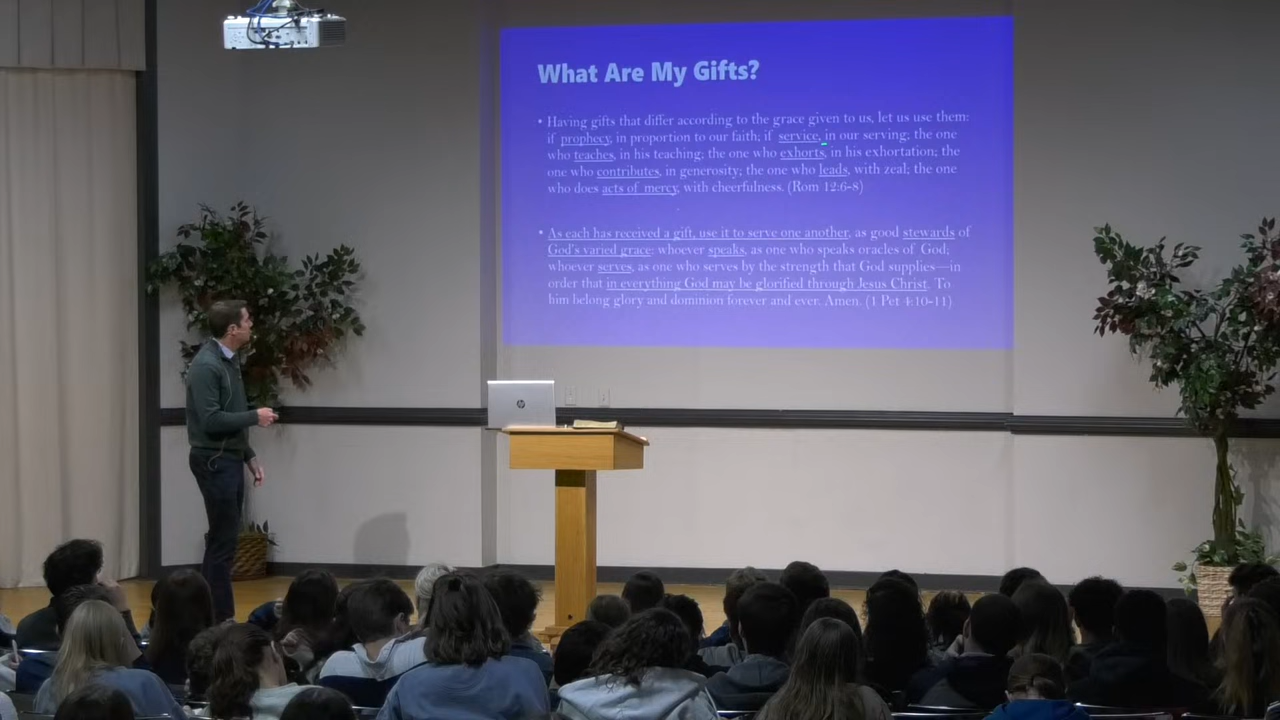 What Are My Gifts?
• Having gifts that differ according to the grace given to us, let us use them:
if prophecy, in proportion to our faith; if service, in our serving; the one
who teaches, in his teaching; the one who exhorts, in his exhortation; the
one who contributes, in generosity; the one who leads, with zeal; the one
who does acts of mercy, with cheerfulness. (Rom 12:6-8)
• As each has received a gift, use it to serve one another, as good stewards of
God's varied grace: whoever speaks, as one who speaks oracles of God;
whoever serves, as one who serves by the strength that God supplies—in
order that in everything God may be glorified through Jesus Christ. To
him belong glory and dominion forever and ever. Amen. (1 Pet 4:10-11)
hp